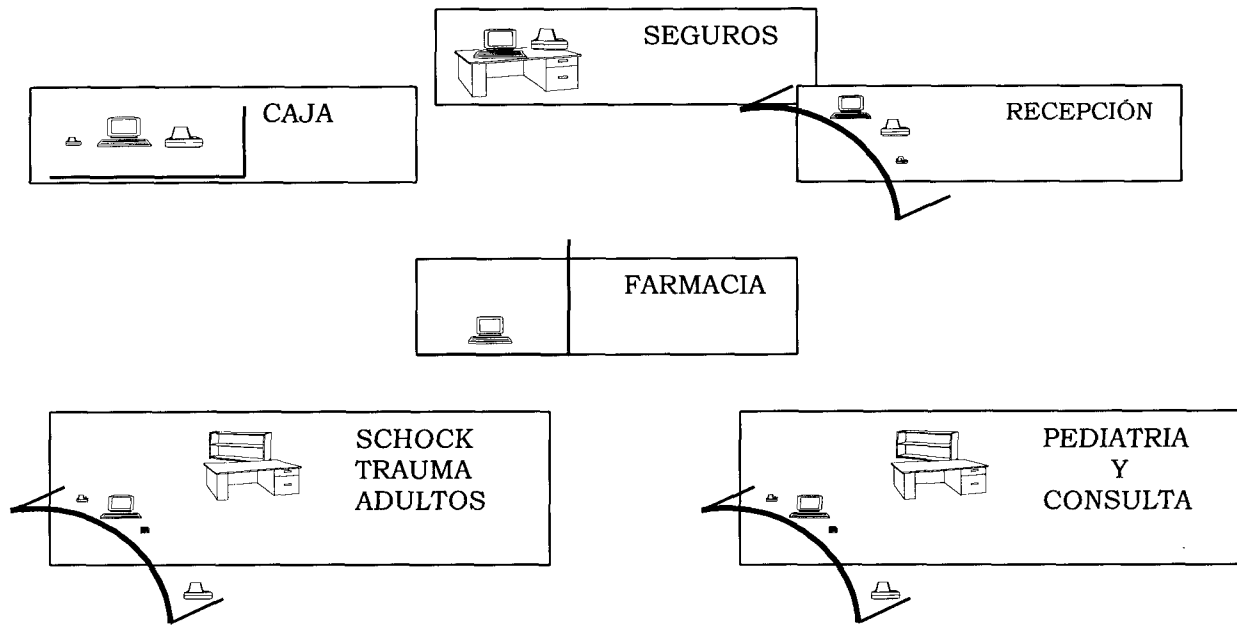 SEGUROS
CAJA
RECEPCIÓN
FARMACIA
SCHOCK
TRAUMA
ADULTOS
PEDIATRIA
Y
CONSULTA